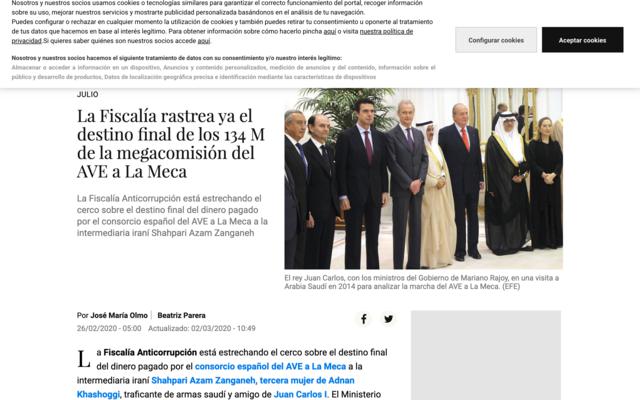 Nosotros y nuestros socios usamos cookies o tecnologías similares para garantizar el correcto funcionamiento del portal, recoger información
sobre su uso, mejorar nuestros servicios y mostrarte publicidad personalizada basándonos en el análisis de tu navegación.
Puedes configurar o rechazar en cualquier momento la utilización de cookies y también puedes retirar tu consentimiento u oponerte al tratamiento
de tus datos que hacemos en base al interés legítimo. Para obtener información sobre cómo hacerlo pincha aquí o visita nuestra política de
privacidad.Si quieres saber quiénes son nuestros socios accede aquí.
Nosotros y nuestros socios hacemos el siguiente tratamiento de datos con su consentimiento y/o nuestro interés legítimo:
Almacenar o acceder a información en un dispositivo, Anuncios y contenido personalizados, medición de anuncios y del contenido, información sobre el
público y desarrollo de productos, Datos de localización geográfica precisa e identificación mediante las características de dispositivos
Configurar cookies
Aceptar cookies
JULIO
La Fiscalía rastrea ya el
destino final de los 134 M
de la megacomisión del
AVE a La Meca
La Fiscalía Anticorrupción está estrechando el
cerco sobre el destino final del dinero pagado
por el consorcio español del AVE a La Meca a la
intermediaria iraní Shahpari Azam Zanganeh
El rey Juan Carlos, con los ministros del Gobierno de Mariano Rajoy, en una visita a
Arabia Saudí en 2014 para analizar la marcha del AVE a La Meca. (EFE)
Por José María Olmo | Beatriz Parera
26/02/2020 - 05:00 Actualizado: 02/03/2020 - 10:49
La Fiscalía Anticorrupción está estrechando el cerco sobre el destino final
del dinero pagado por el consorcio español del AVE a La Meca a la
intermediaria iraní Shahpari Azam Zanganeh, tercera mujer de Adnan
Khashoggi, traficante de armas saudí y amigo de Juan Carlos I. El Ministerio